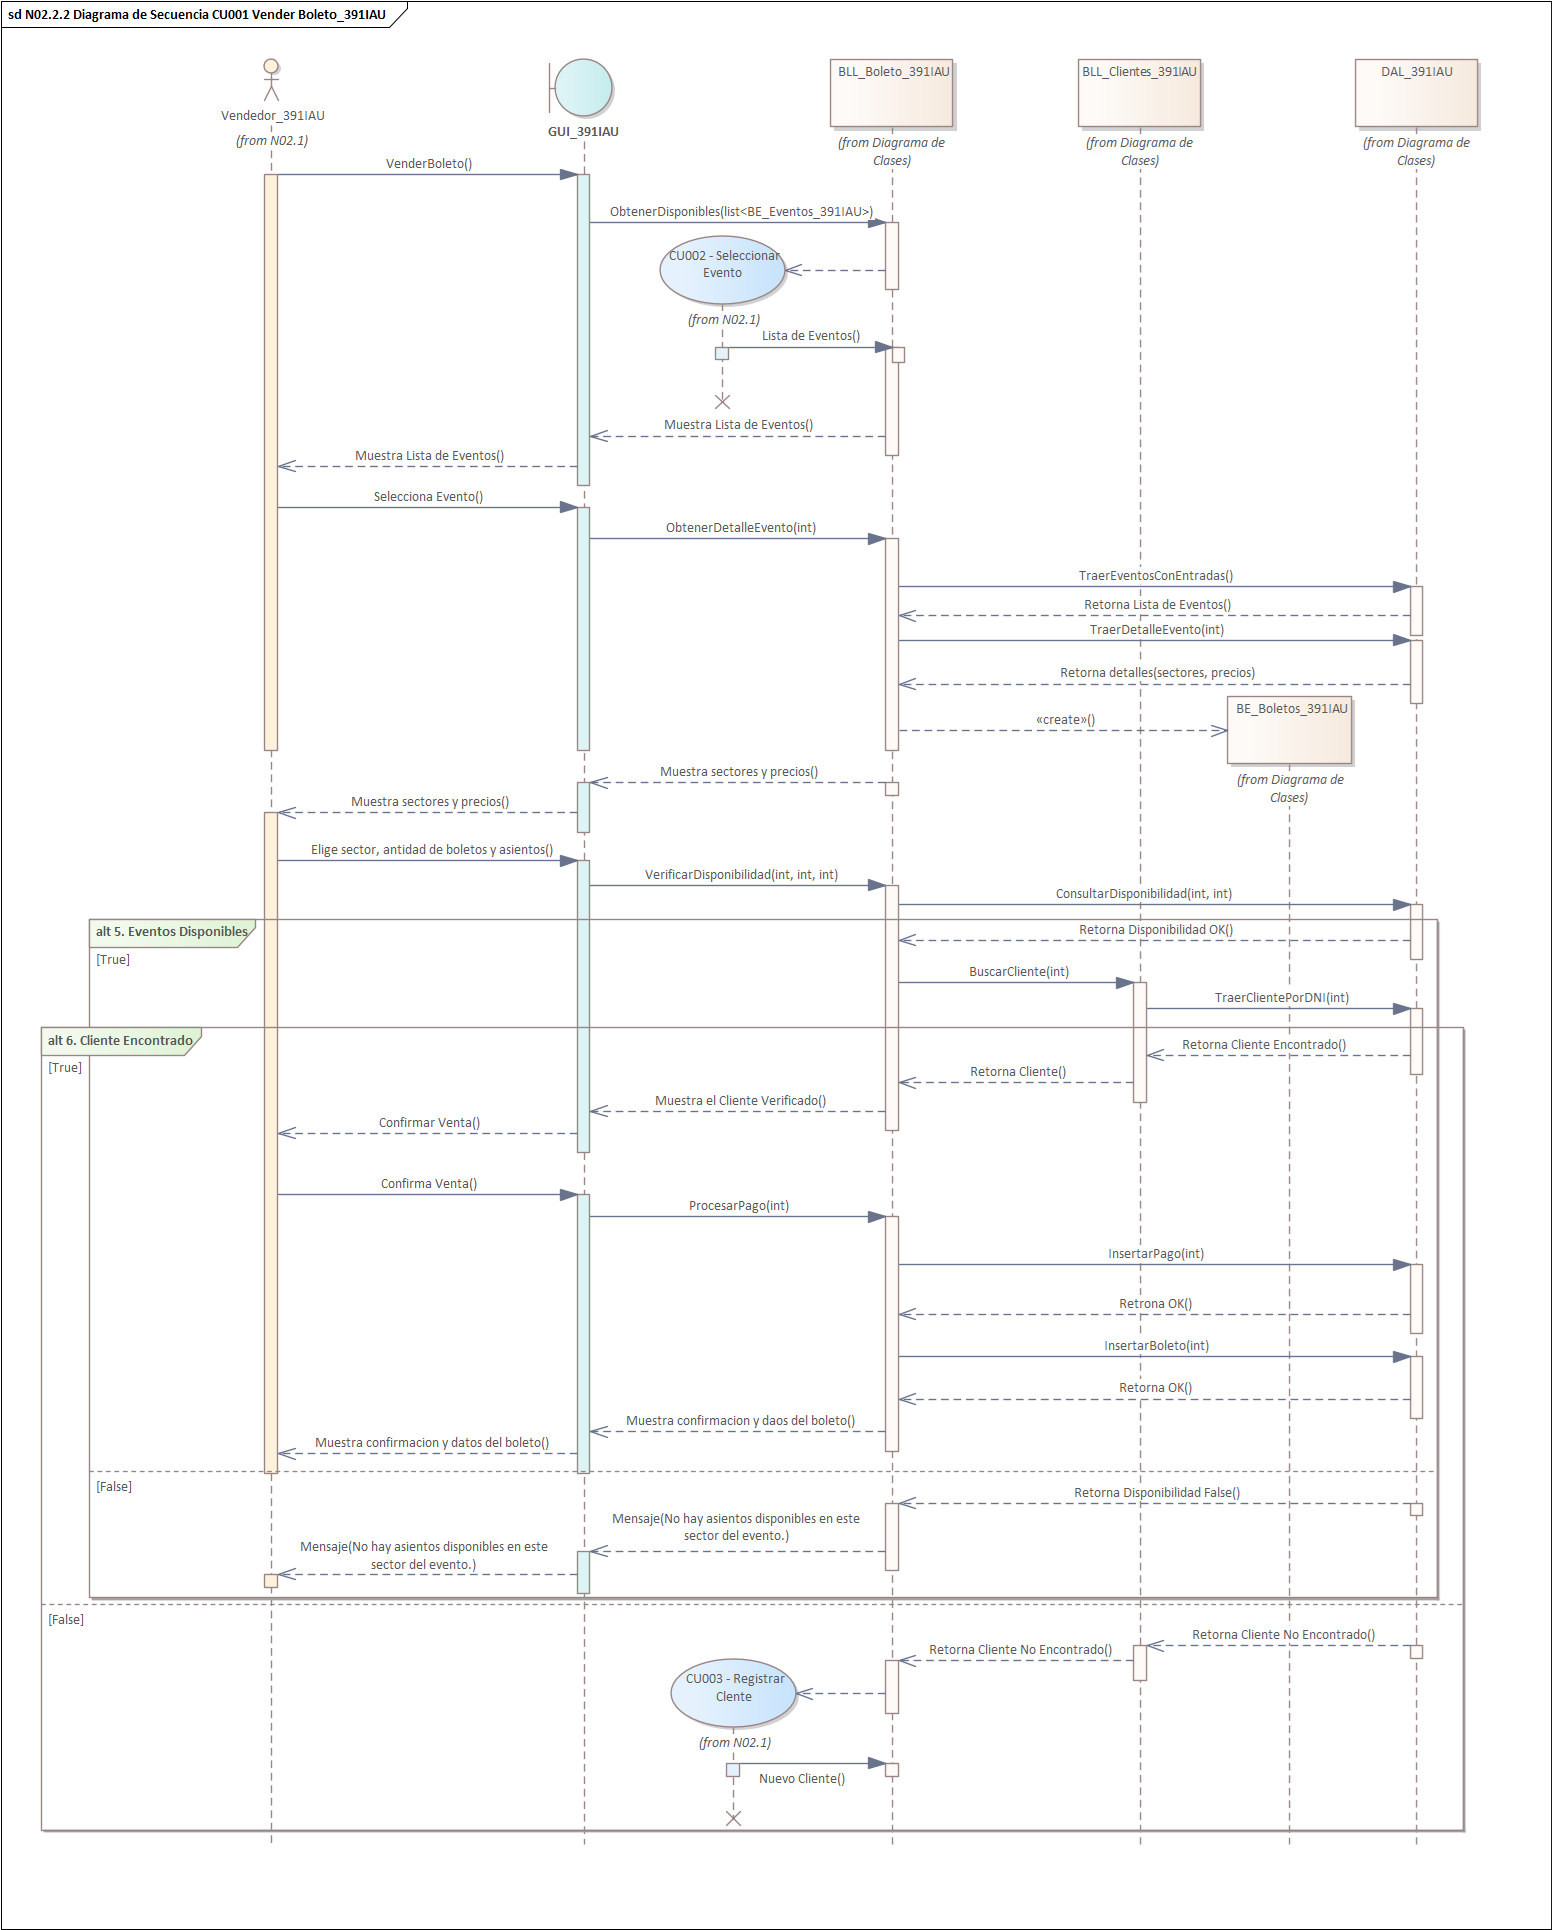 sd N02.2.2 Diagrama de Secuencia CU001 Vender Boleto_391IAU
Vendedor_391IAU
(from N02.1)
GUI_391IAU
BLL_Boleto_391IAU
(from Diagrama de
Clases)
BLL_Clientes_391IAU
(from Diagrama de
Clases)
DAL_391IAU
(from Diagrama de
Clases)
VenderBoleto()
ObtenerDisponibles(list<BE_Eventos_391IAU>)
CU002 - Seleccionar
Evento
(from N02.1)
Lista de Eventos()
Muestra Lista de Eventos()
Muestra Lista de Eventos()
Selecciona Evento()
ObtenerDetalleEvento(int)
TraerEventosConEntradas()
Retorna Lista de Eventos()
TraerDetalleEvento(int)
Retorna detalles(sectores, precios)
BE_Boletos_391IAU
«create»()
(from Diagrama de
Clases)
Muestra sectores y precios()
Muestra sectores y precios()
Elige sector, antidad de boletos y asientos()
VerificarDisponibilidad(int, int, int)
ConsultarDisponibilidad(int, int)
alt 5. Eventos Disponibles
Retorna Disponibilidad OK()
[True]
BuscarCliente(int)
TraerClientePorDNI(int)
alt 6. Cliente Encontrado
Retorna Cliente Encontrado()
[True]
Retorna Cliente()
Muestra el Cliente Verificado()
Confirmar Venta()
Confirma Venta()
ProcesarPago(int)
InsertarPago(int)
Retrona OK()
InsertarBoleto(int)
Retorna OK()
Muestra confirmacion y daos del boleto()
Muestra confirmacion y datos del boleto()
[False]
Retorna Disponibilidad False()
Mensaje(No hay asientos disponibles en este
sector del evento.)
Mensaje(No hay asientos disponibles en este
sector del evento.)
[False]
Retorna Cliente No Encontrado()
Retorna Cliente No Encontrado()
CU003 - Registrar
Clente
(from N02.1)
Nuevo Cliente()